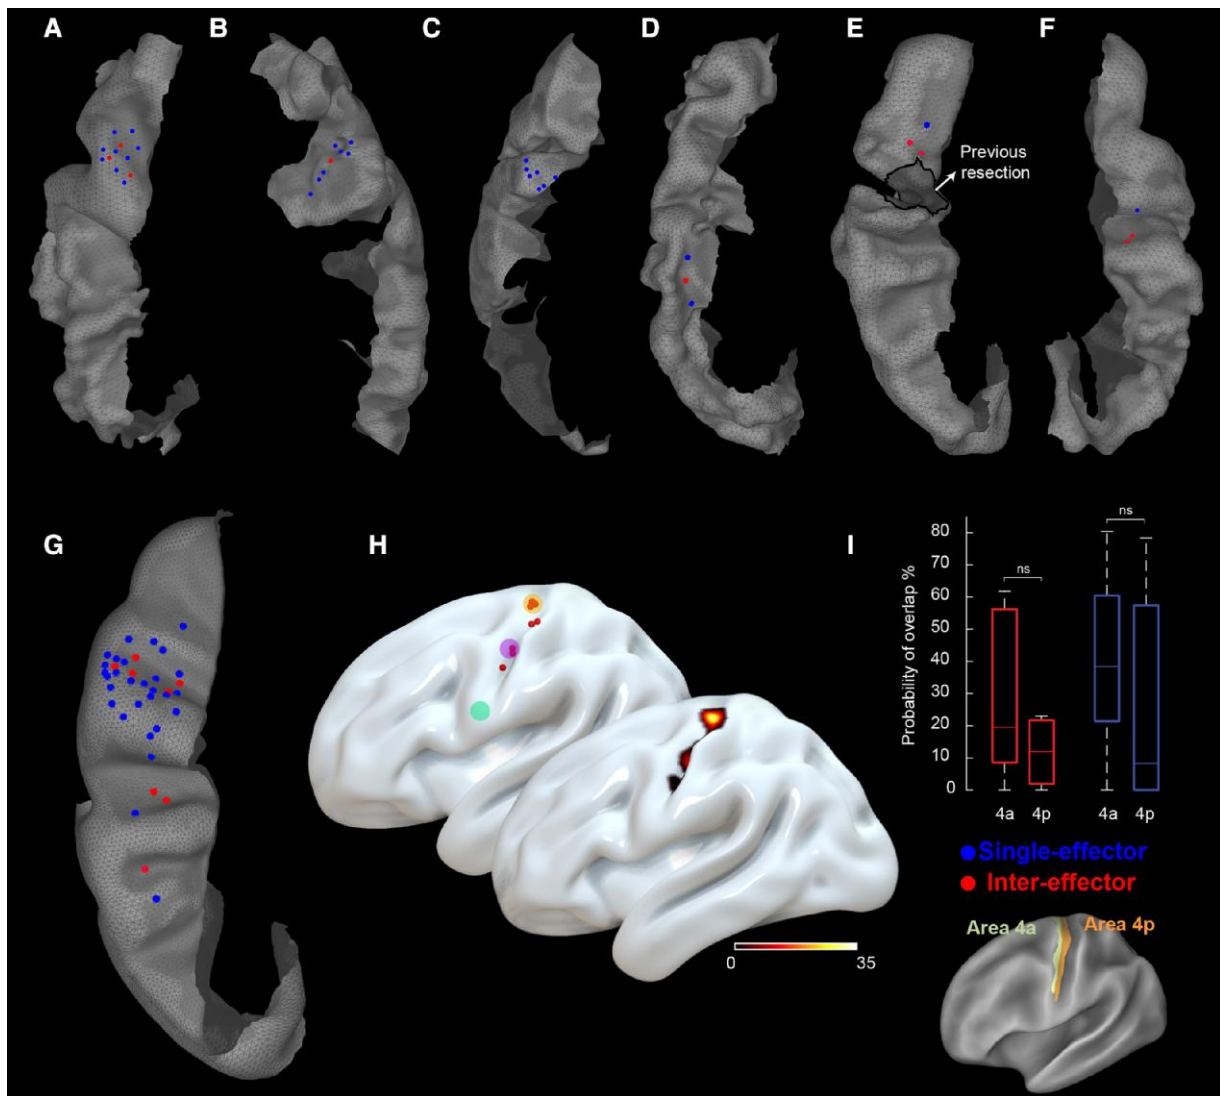 A B C D E F
Previous
resection
G H I
ns
ns
Probability of overlap %
80
70
60
50
40
30
20
10
0
4a 4p 4a 4p
Single-effector
Inter-effector
Area 4a Area 4p
0 35